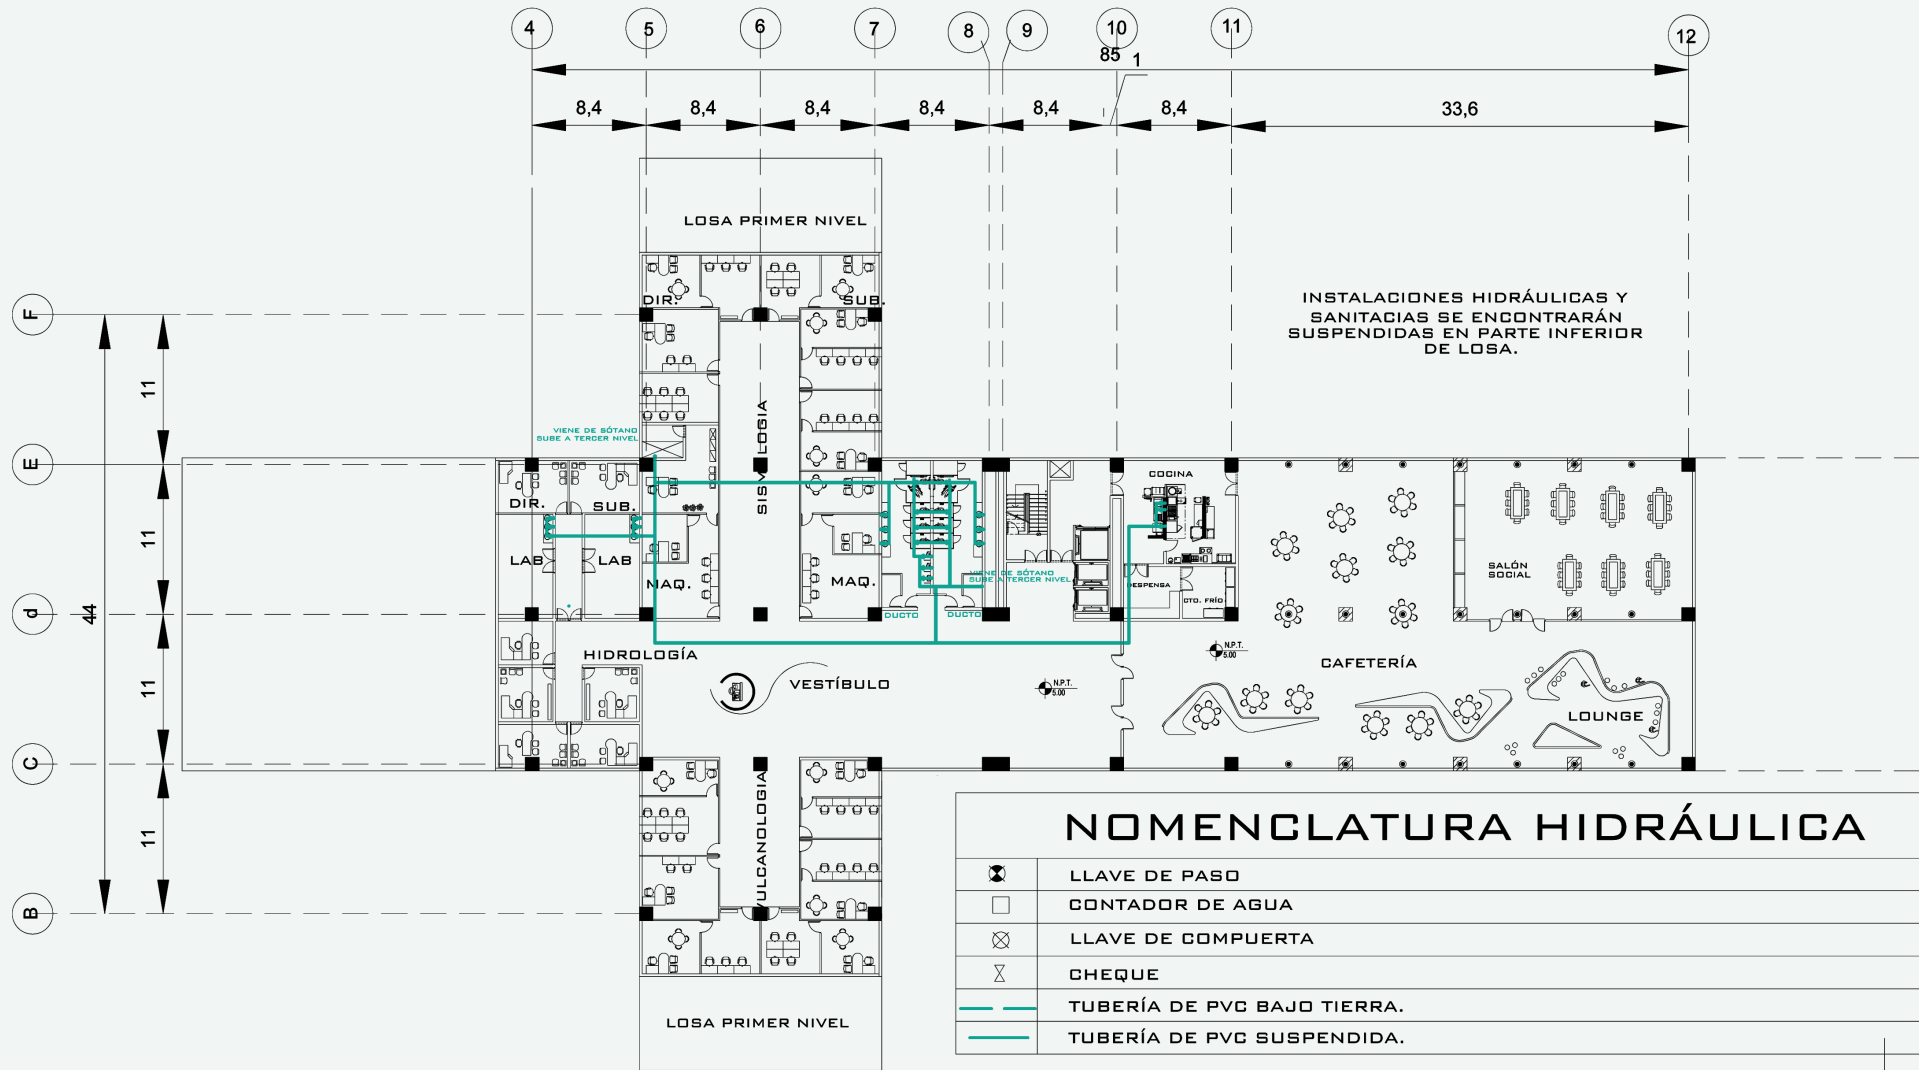 4 5 6 7 8 9 10 11 12
85 1
8,4 8,4 8,4 8,4 8,4 8,4 33,6
LOSA PRIMER NIVEL
DIR. SUB.
F
INSTALACIONES HIDRÁULICAS Y
SANITACIAS SE ENCONTRARÁN
SUSPENDIDAS EN PARTE INFERIOR
DE LOSA.
11
SISMOLOGIA
VIENE DE SÓTANO
SUBE A TERCER NIVEL
E
COCINA
DIR. SUB.
11
LAB LAB
MAQ. MAQ.
VIENE DE SÓTANO
SUBE A TERCER NIVEL
DESPENSA
CTO. FRÍO
SALÓN
SOCIAL
d
44
DUCTO DUCTO
HIDROLOGÍA
N.P.T.
5.00
CAFETERÍA
VESTÍBULO
N.P.T.
5.00
11
LOUNGE
C
VULCANOLOGIA
11
B
LOSA PRIMER NIVEL
NOMENCLATURA HIDRÁULICA
LLAVE DE PASO
CONTADOR DE AGUA
LLAVE DE COMPUERTA
CHEQUE
TUBERÍA DE PVC BAJO TIERRA.
TUBERÍA DE PVC SUSPENDIDA.